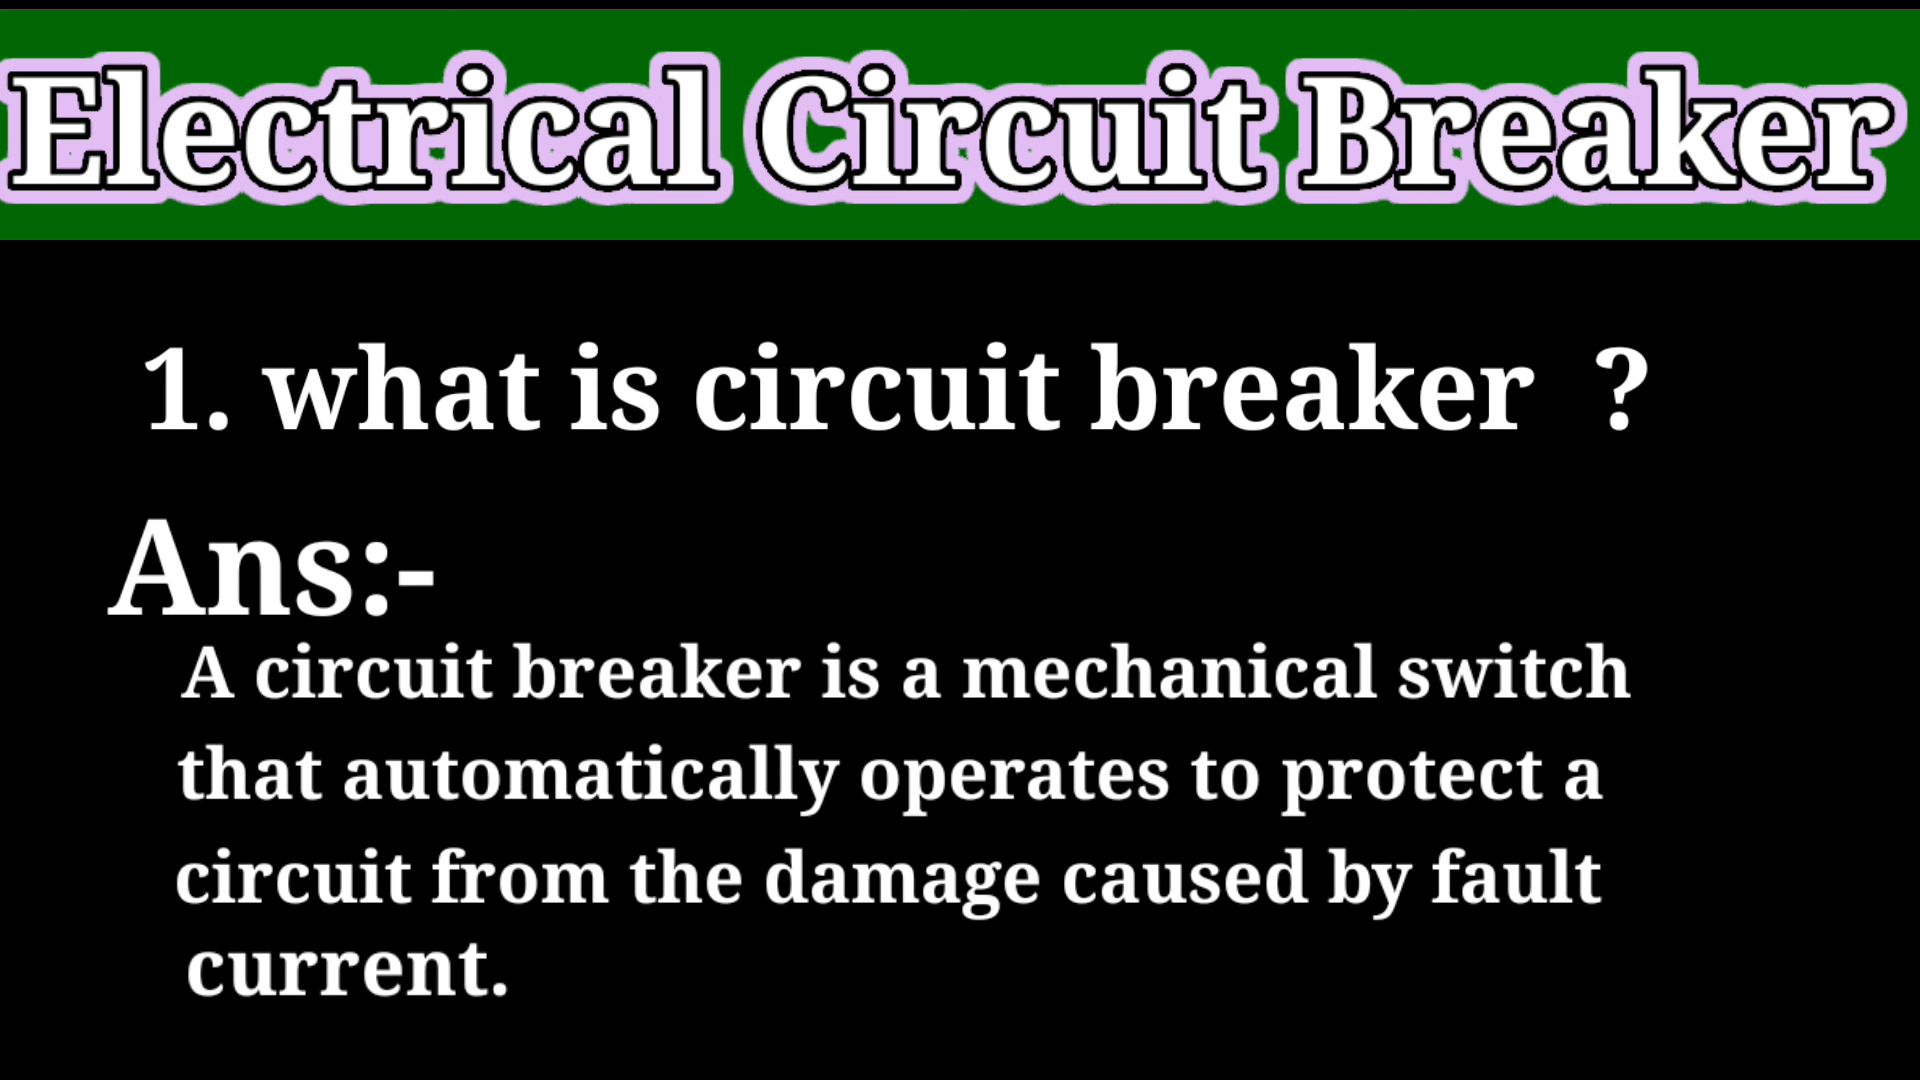 Electrical Circuit Breaker
1. what is circuit breaker ?
Ans:-
A circuit breaker is a mechanical switch
that automatically operates to protect a
circuit from the damage caused by fault
current.